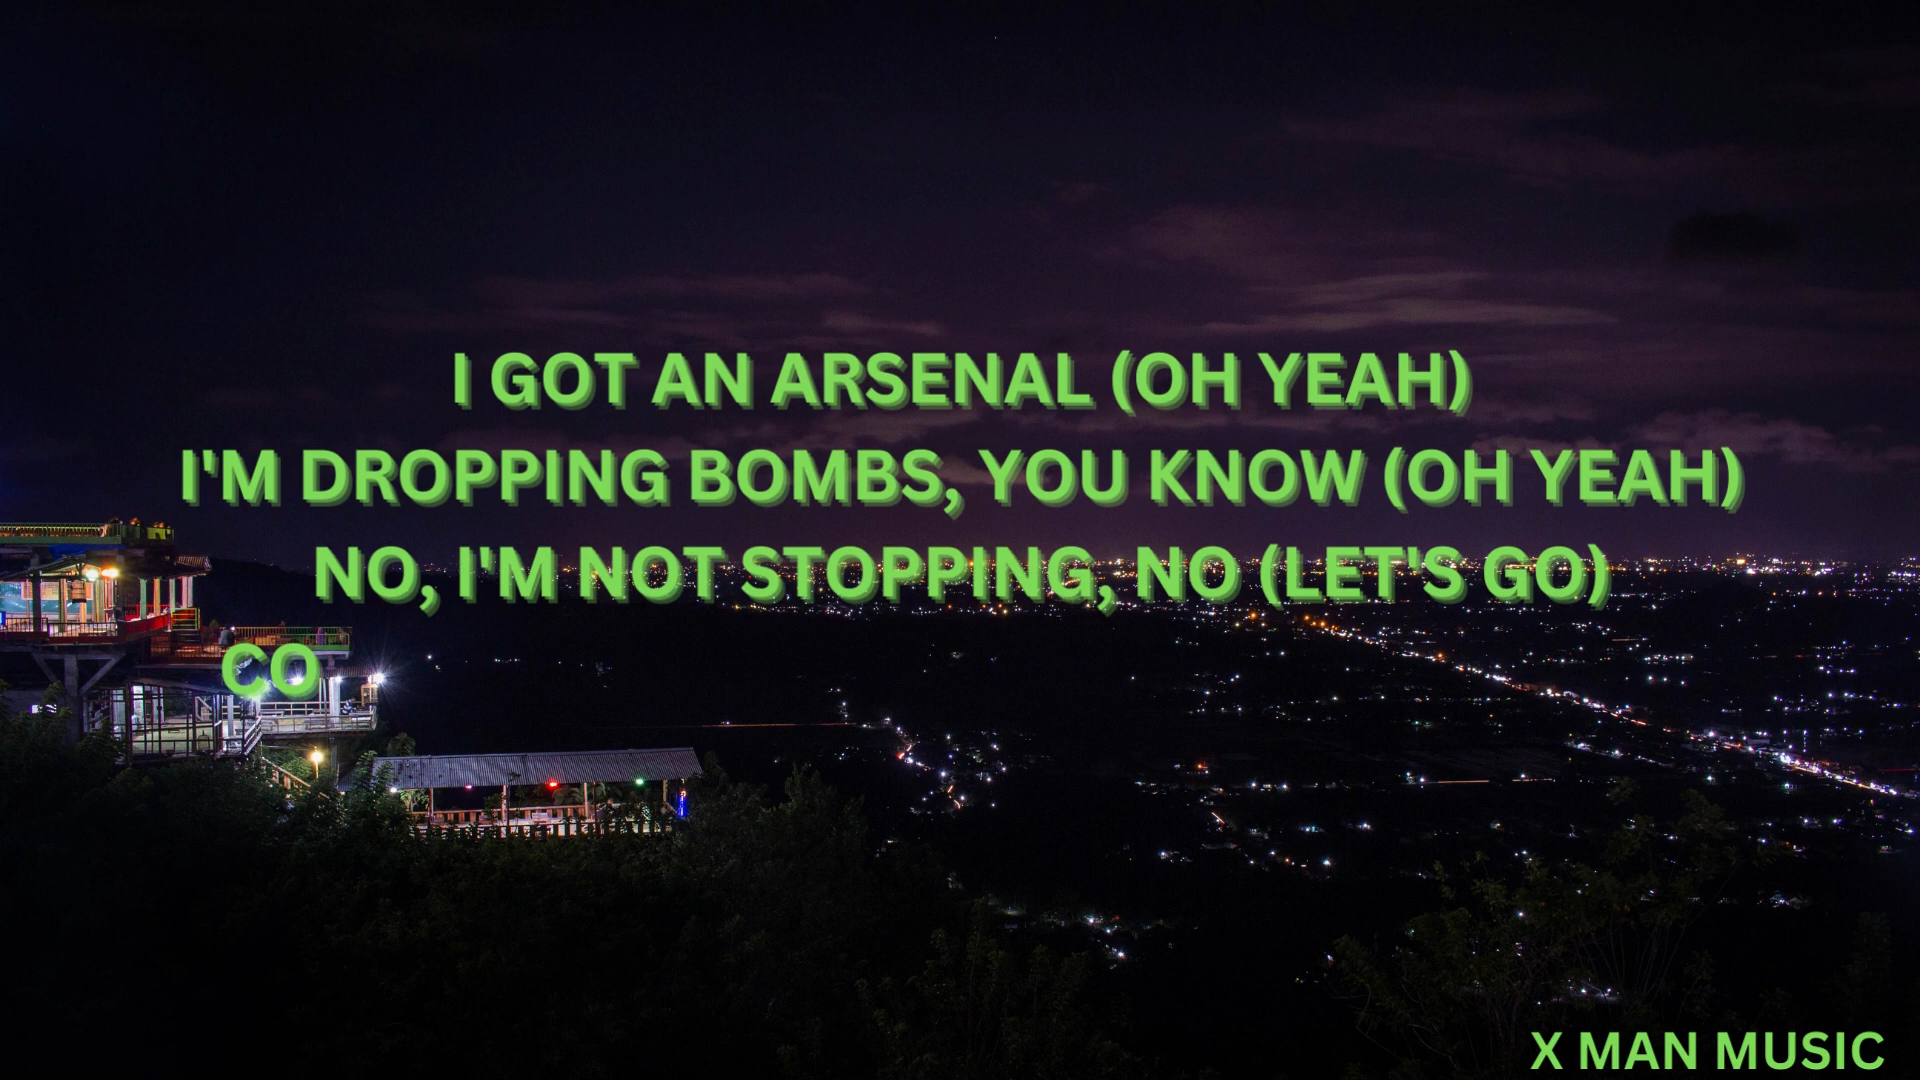 I GOT AN ARSENAL (OH YEAH)
I'M DROPPING BOMBS, YOU KNOW (OH YEAH)
NO, I'M NOT STOPPING, NO (LET'S GO)
CO
X MAN MUSIC